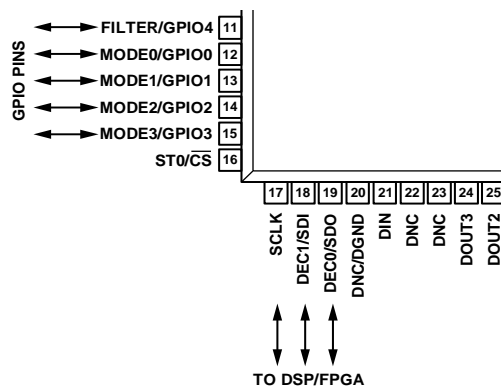 GPIO PINS
FILTER/GPIO4 11
MODE0/GPIO0 12
MODE1/GPIO1 13
MODE2/GPIO2 14
MODE3/GPIO3 15
ST0/CS 16
17 18 19 20 21 22 23 24 25
SCLK
DEC1/SDI
DEC0/SDO
DNC/DGND
DIN
DNC
DNC
DOUT3
DOUT2
TO DSP/FPGA